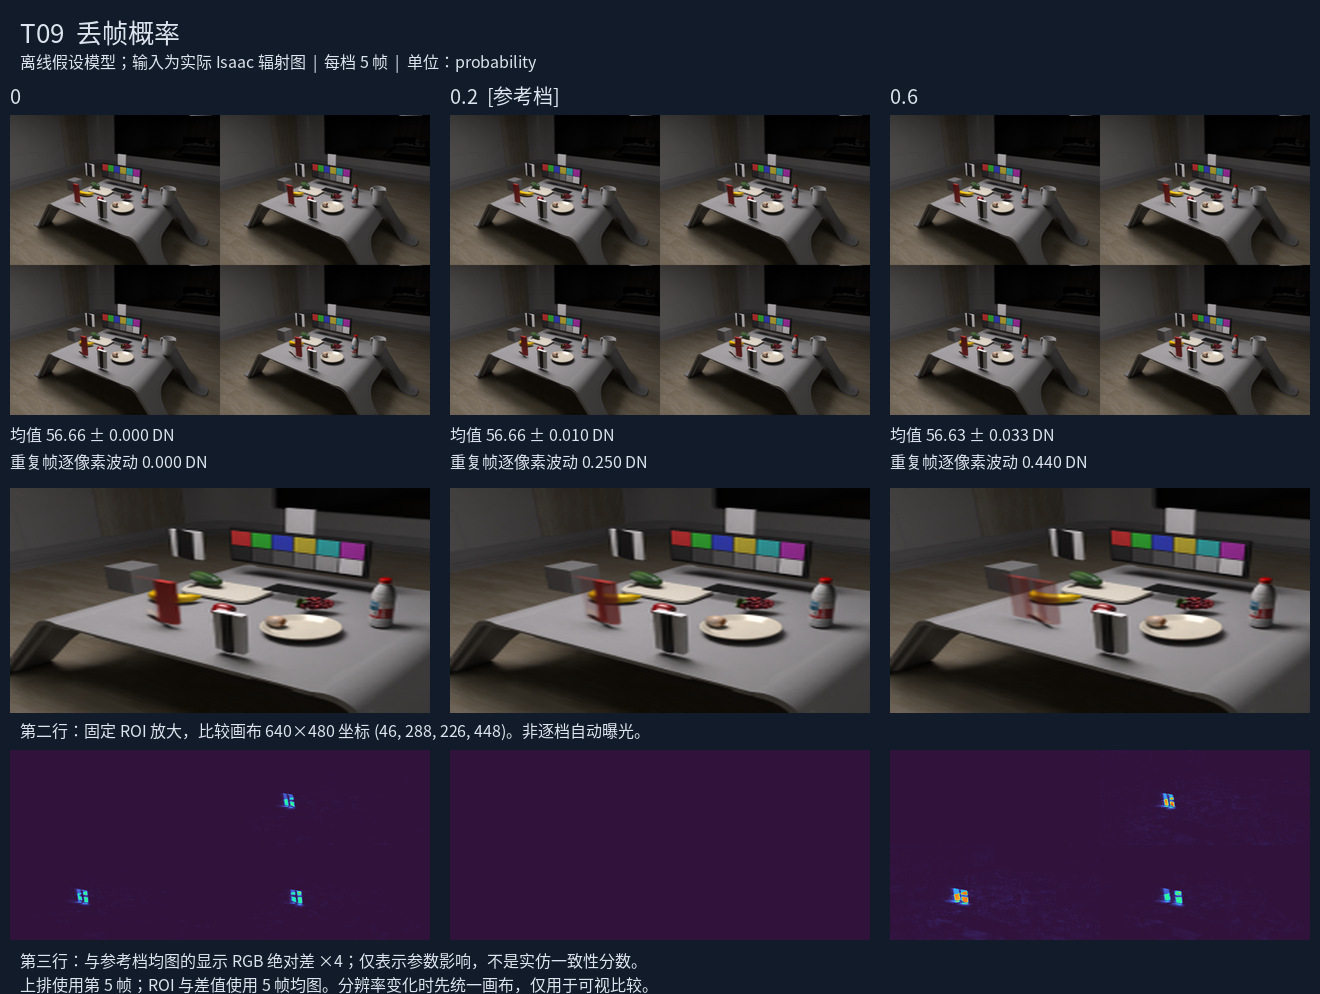 T09 丢帧概率
离线假设模型；输入为实际 Isaac 辐射图 | 每档 5 帧 | 单位：probability
0
0.2 [参考档]
0.6
均值 56.66 ± 0.000 DN
重复帧逐像素波动 0.000 DN
均值 56.66 ± 0.010 DN
重复帧逐像素波动 0.250 DN
均值 56.63 ± 0.033 DN
重复帧逐像素波动 0.440 DN
第二行：固定 ROI 放大，比较画布 640×480 坐标 (46, 288, 226, 448)。非逐档自动曝光。
第三行：与参考档均图的显示 RGB 绝对差 ×4；仅表示参数影响，不是实仿一致性分数。
上排使用第 5 帧；ROI 与差值使用 5 帧均图。分辨率变化时先统一画布，仅用于可视比较。